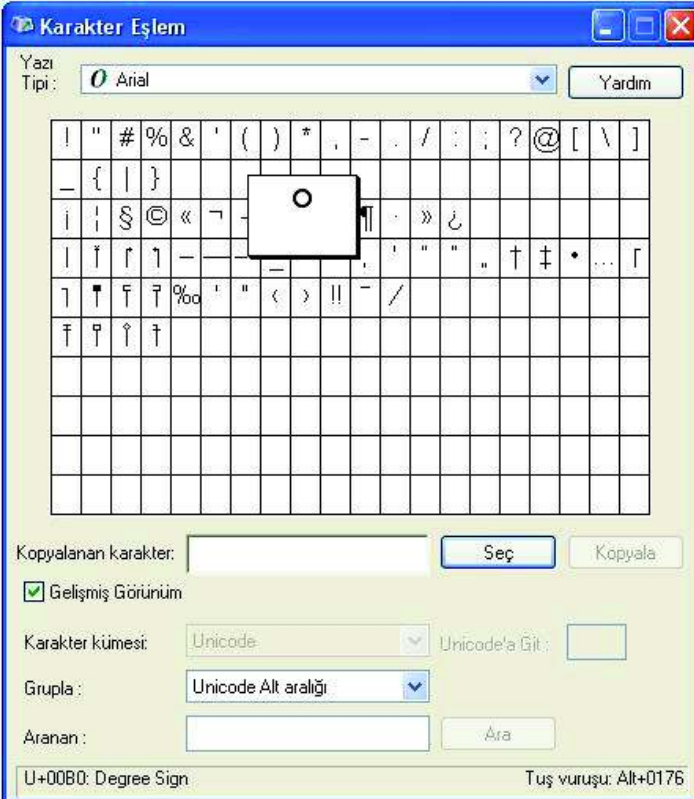 Karakter Eşlem
Yazı
Tipi :
O Arial
Yardım
! " # % & ' ( ) * , - . / : ; ? @ [ \ ]
_ { | }
°
¡ ¦ § © « ¬ ¶ · » ¿
† ‡ • …
‰ ' " ‹ › ‼ /
Kopyalanan karakter:
Seç
Kopyala
Gelişmiş Görünüm
Karakter kümesi:
Unicode
Unicode'a Git :
Grupla :
Unicode Alt aralığı
Aranan :
Ara
U+00B0: Degree Sign
Tuş vuruşu: Alt+0176